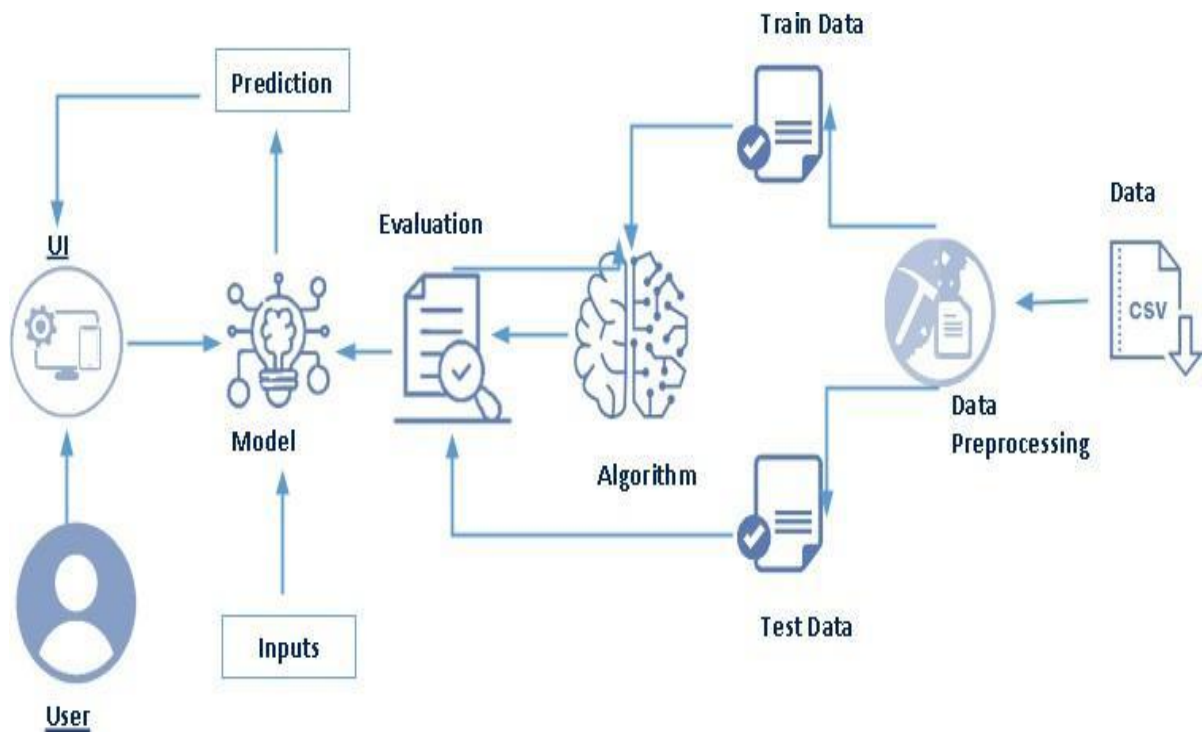 Train Data
Prediction
Data
Evaluation
UI
CSV
Model
Data
Preprocessing
Algorithm
Inputs
Test Data
User